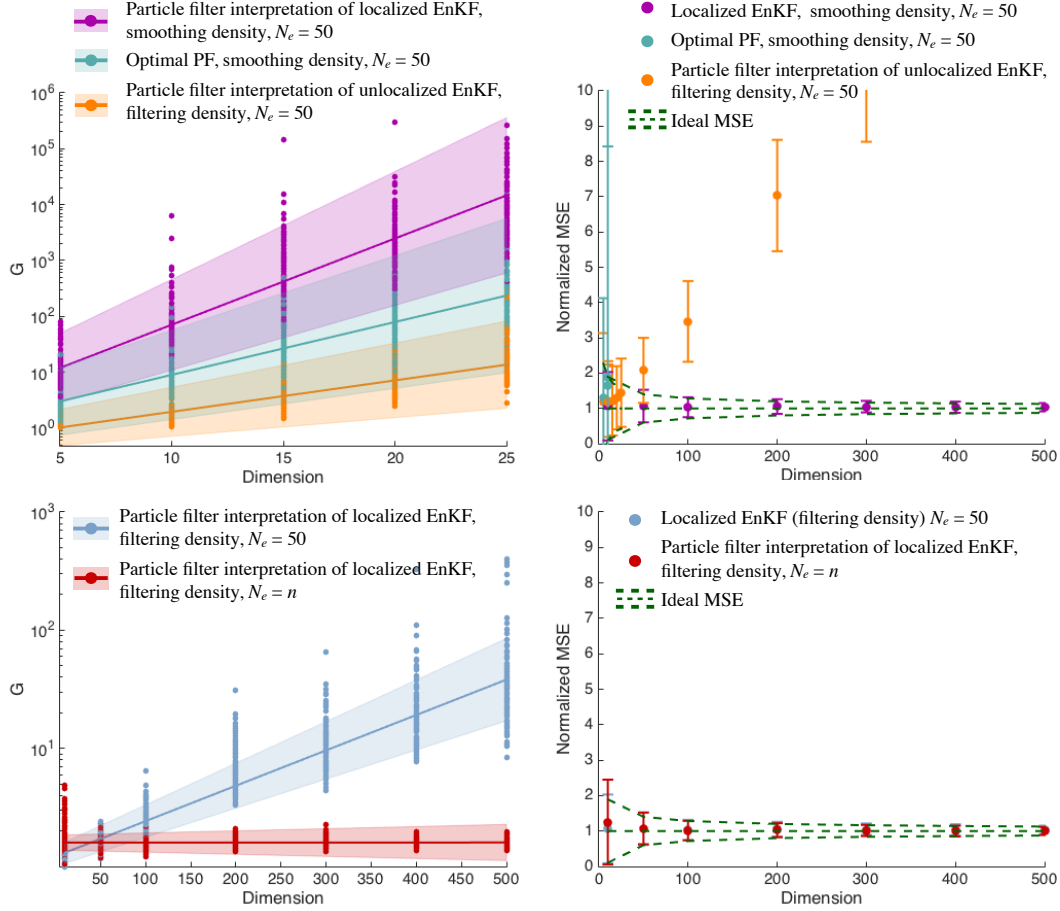 Particle filter interpretation of localized EnKF,
smoothing density, Nₑ = 50
Optimal PF, smoothing density, Nₑ = 50
Particle filter interpretation of unlocalized EnKF,
filtering density, Nₑ = 50
10⁶
10⁵
10⁴
10³
10²
10¹
10⁰
G
5
10
15
20
25
Dimension
Localized EnKF, smoothing density, Nₑ = 50
Optimal PF, smoothing density, Nₑ = 50
Particle filter interpretation of unlocalized EnKF,
filtering density, Nₑ = 50
Ideal MSE
10
9
8
7
6
5
4
3
2
1
0
Normalized MSE
0
100
200
300
400
500
Dimension
Particle filter interpretation of localized EnKF,
filtering density, Nₑ = 50
Particle filter interpretation of localized EnKF,
filtering density, Nₑ = n
10³
10²
10¹
G
50
100
150
200
250
300
350
400
450
500
Dimension
Localized EnKF (filtering density) Nₑ = 50
Particle filter interpretation of localized EnKF,
filtering density, Nₑ = n
Ideal MSE
10
9
8
7
6
5
4
3
2
1
0
Normalized MSE
0
100
200
300
400
500
Dimension